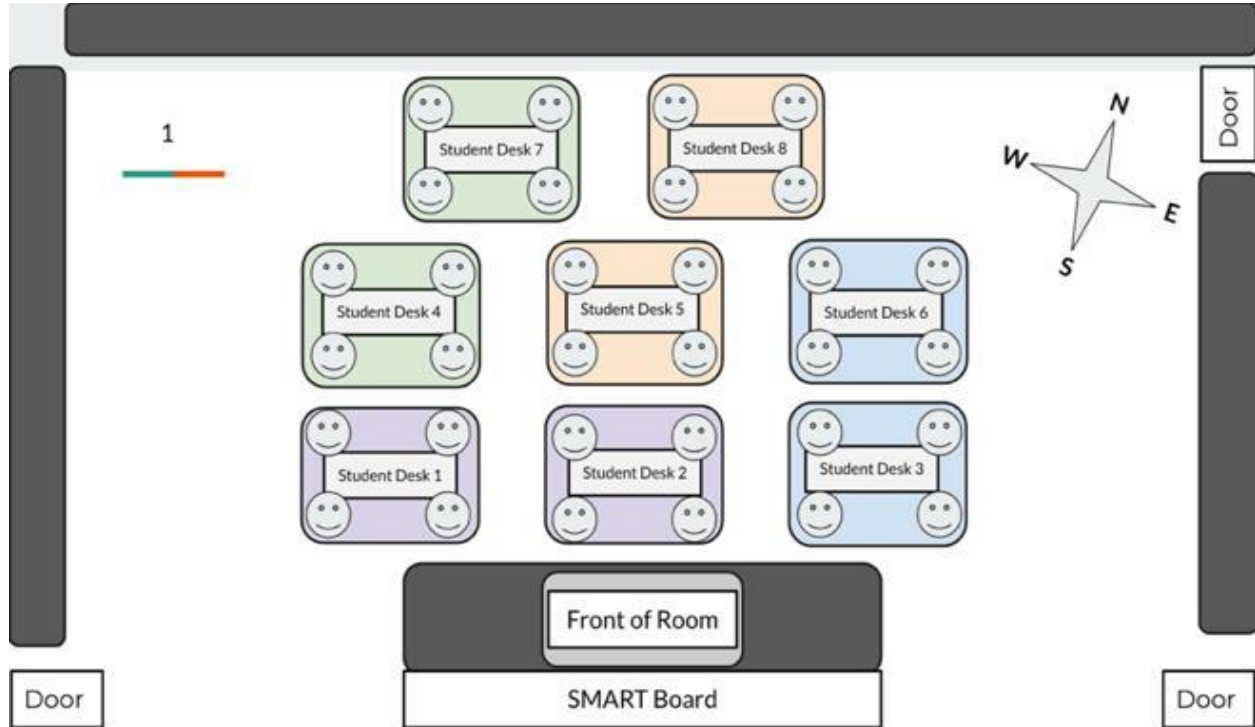 Door
1
Student Desk 7
Student Desk 8
N
W
E
S
Student Desk 4
Student Desk 5
Student Desk 6
Student Desk 1
Student Desk 2
Student Desk 3
Front of Room
Door
SMART Board
Door